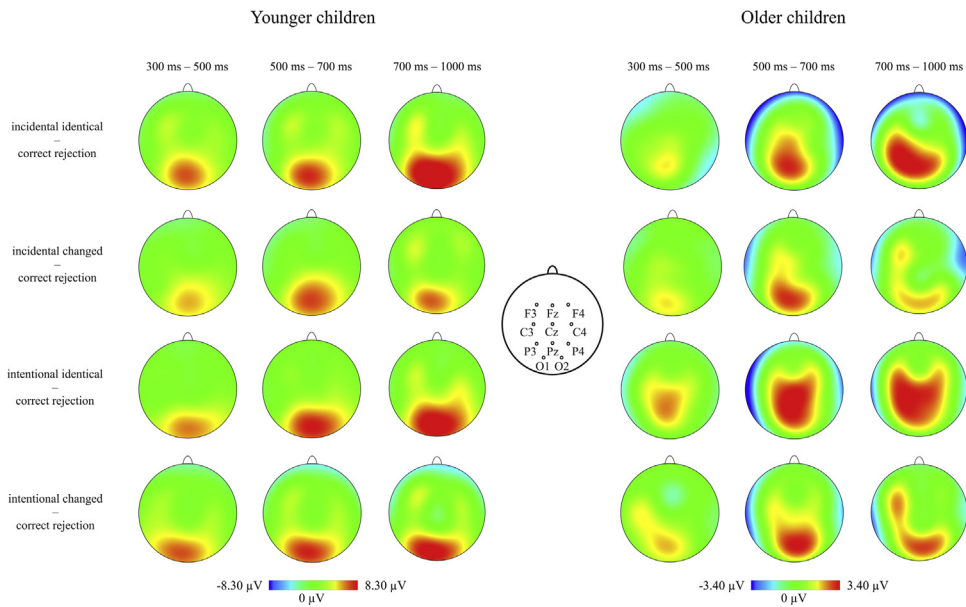 Younger children
Older children
300 ms – 500 ms
500 ms – 700 ms
700 ms – 1000 ms
300 ms – 500 ms
500 ms – 700 ms
700 ms – 1000 ms
incidental identical
–
correct rejection
incidental changed
–
correct rejection
F3 Fz F4
C3 Cz C4
P3 Pz P4
O1 O2
intentional identical
–
correct rejection
intentional changed
–
correct rejection
-8.30 µV 8.30 µV
0 µV
-3.40 µV 3.40 µV
0 µV